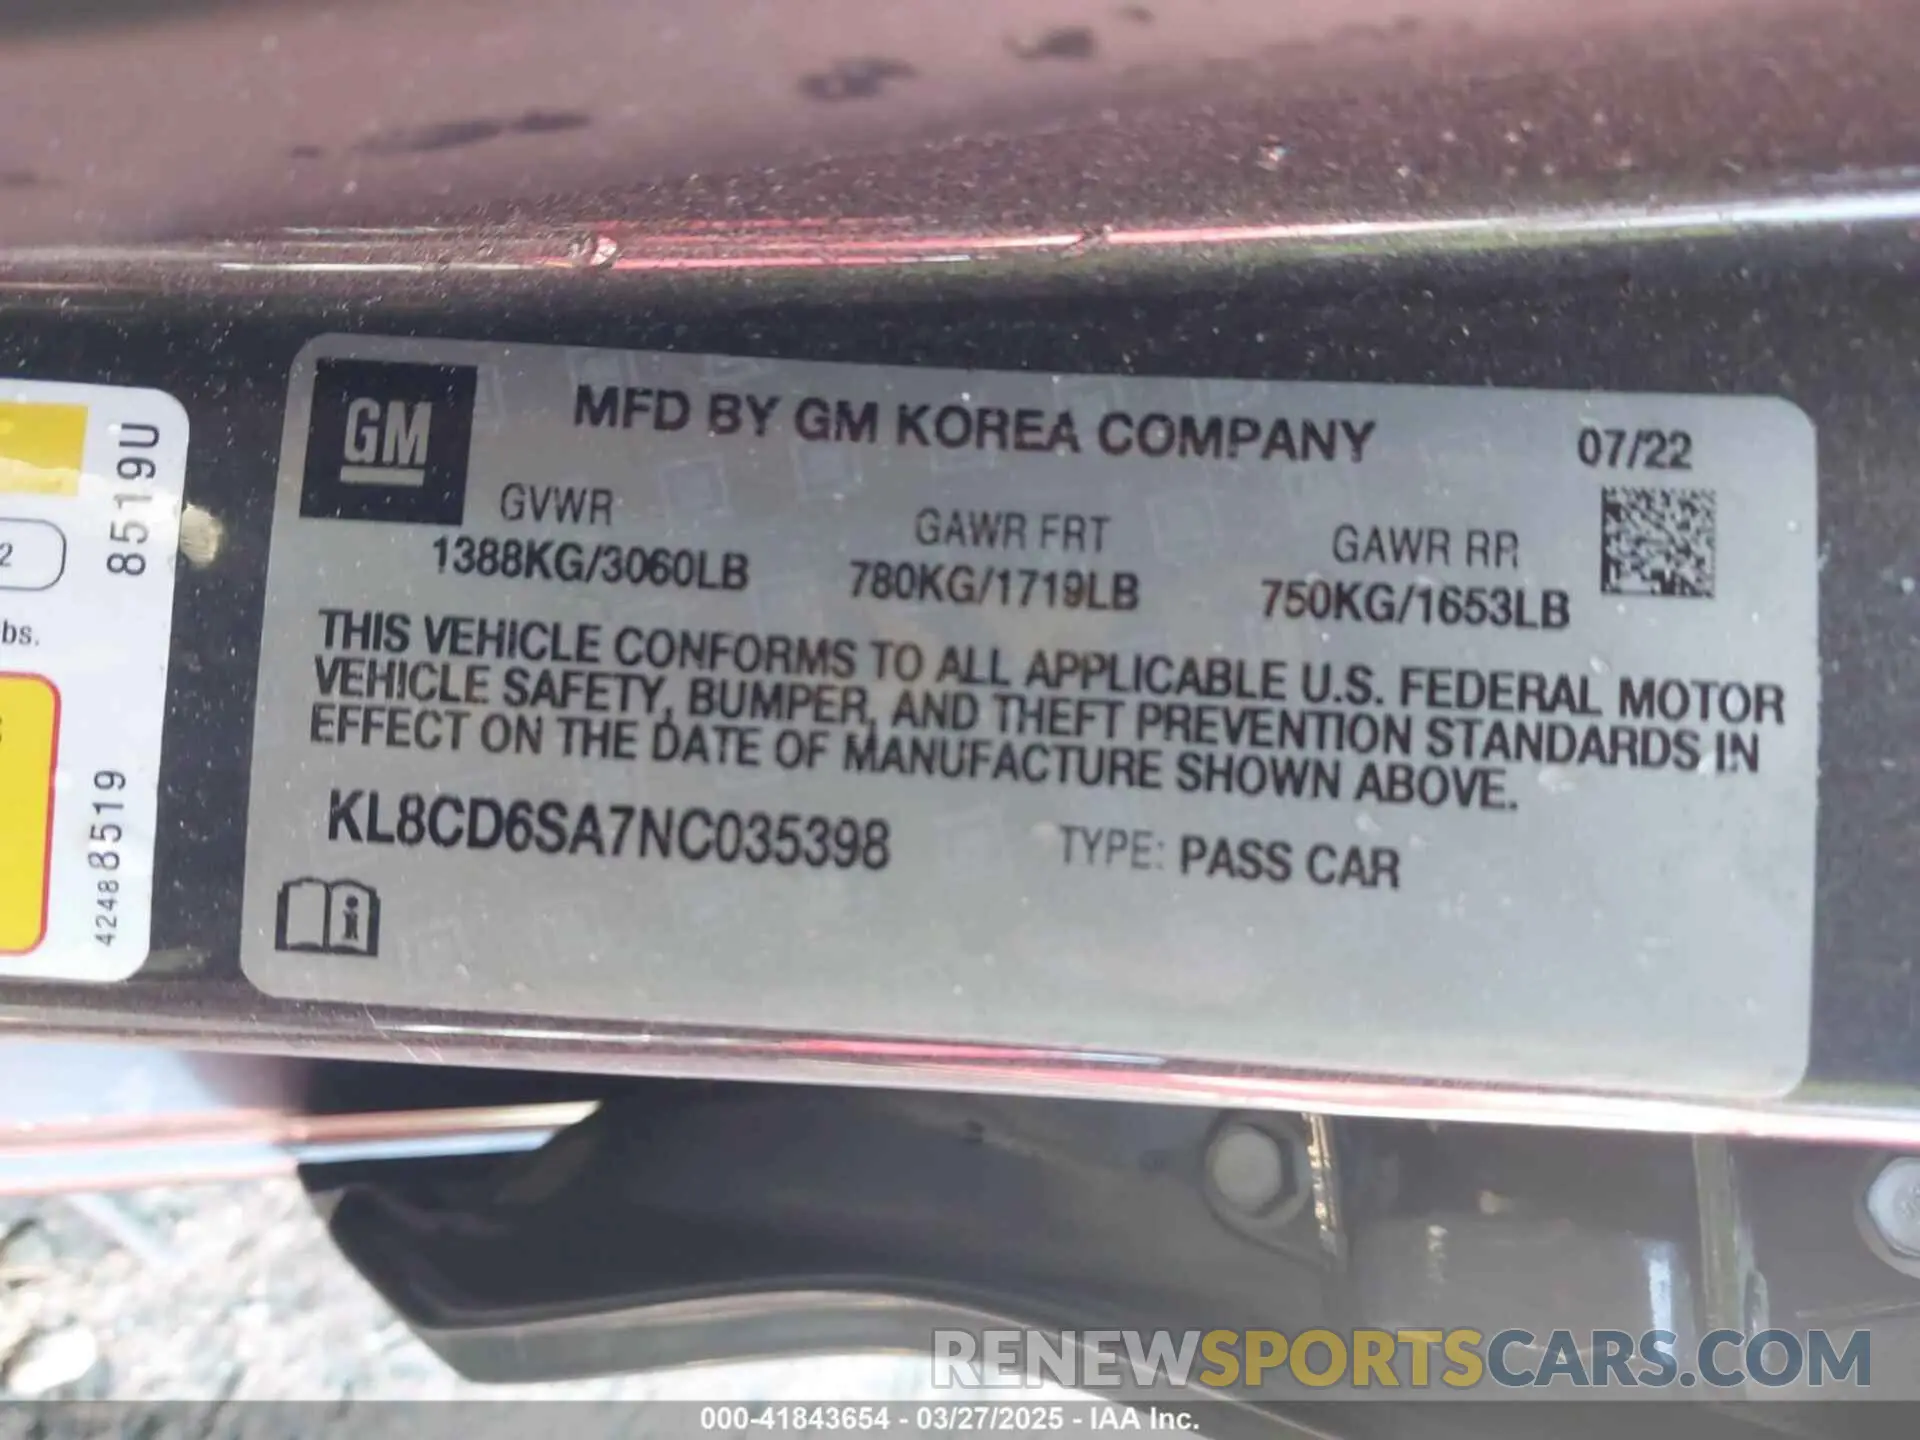 GM
MFD BY GM KOREA COMPANY
07/22
GVWR
GAWR FRT
GAWR RR
1388KG/3060LB
780KG/1719LB
750KG/1653LB
THIS VEHICLE CONFORMS TO ALL APPLICABLE U.S. FEDERAL MOTOR
VEHICLE SAFETY, BUMPER, AND THEFT PREVENTION STANDARDS IN
EFFECT ON THE DATE OF MANUFACTURE SHOWN ABOVE.
KL8CD6SA7NC035398
TYPE: PASS CAR
8519U
42488519
2
bs.
RENEWSPORTSCARS.COM
000-41843654 - 03/27/2025 - IAA Inc.